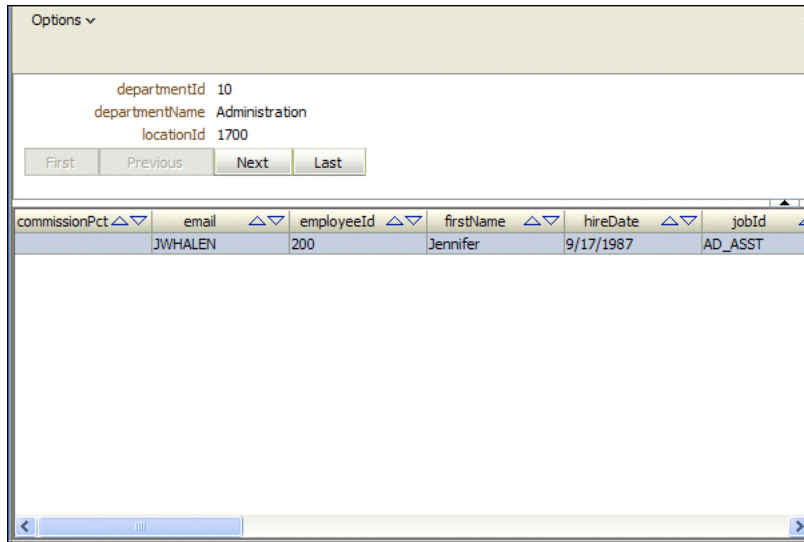 Options
departmentId 10
departmentName Administration
locationId 1700
First Previous Next Last
commissionPct email employeeId firstName hireDate jobId
JWHALEN 200 Jennifer 9/17/1987 AD_ASST